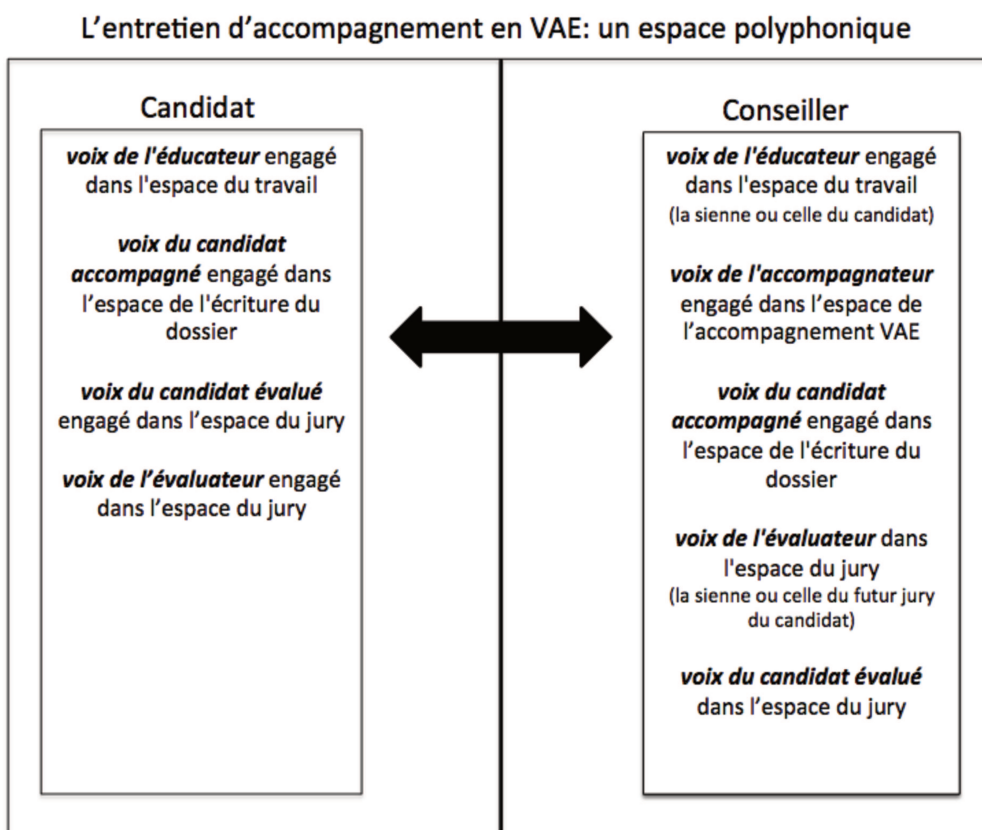 L’entretien d’accompagnement en VAE: un espace polyphonique
Candidat
voix de l'éducateur engagé
dans l'espace du travail
voix du candidat
accompagné engagé dans
l’espace de l'écriture du
dossier
voix du candidat évalué
engagé dans l’espace du jury
voix de l’évaluateur engagé
dans l’espace du jury
Conseiller
voix de l'éducateur engagé
dans l'espace du travail
(la sienne ou celle du candidat)
voix de l'accompagnateur
engagé dans l’espace de
l’accompagnement VAE
voix du candidat
accompagné engagé dans
l’espace de l'écriture du
dossier
voix de l'évaluateur dans
l'espace du jury
(la sienne ou celle du futur jury
du candidat)
voix du candidat évalué
dans l’espace du jury